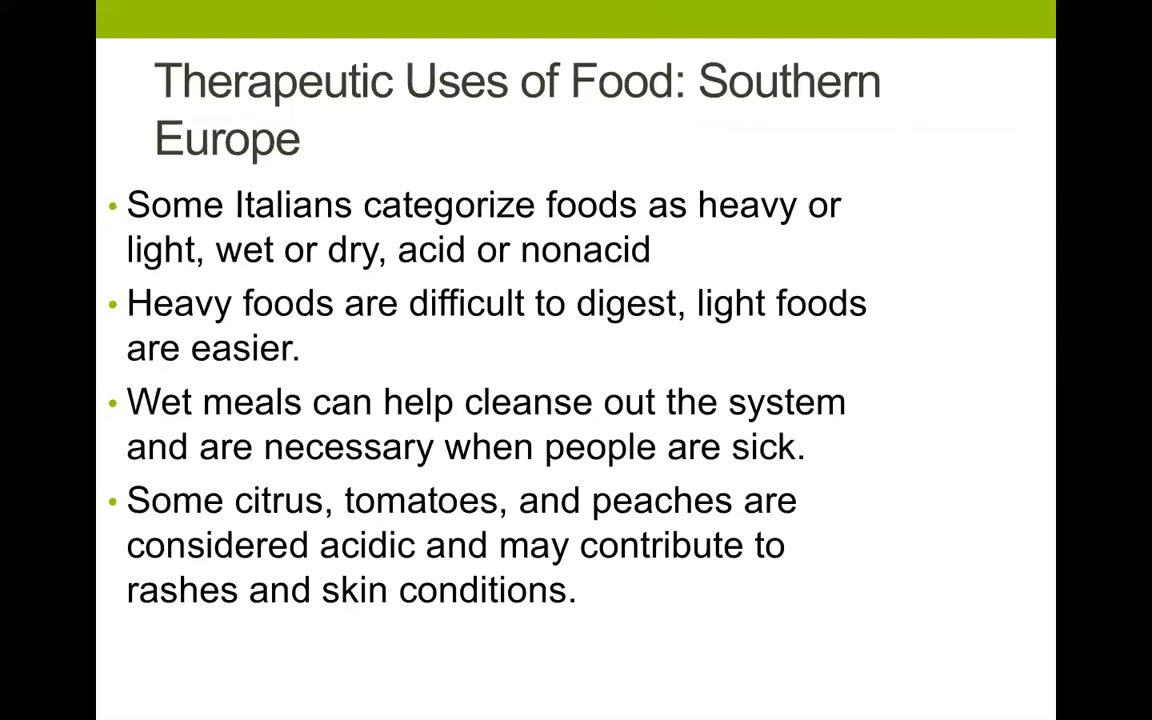 Therapeutic Uses of Food: Southern
Europe
• Some Italians categorize foods as heavy or
light, wet or dry, acid or nonacid
• Heavy foods are difficult to digest, light foods
are easier.
• Wet meals can help cleanse out the system
and are necessary when people are sick.
• Some citrus, tomatoes, and peaches are
considered acidic and may contribute to
rashes and skin conditions.